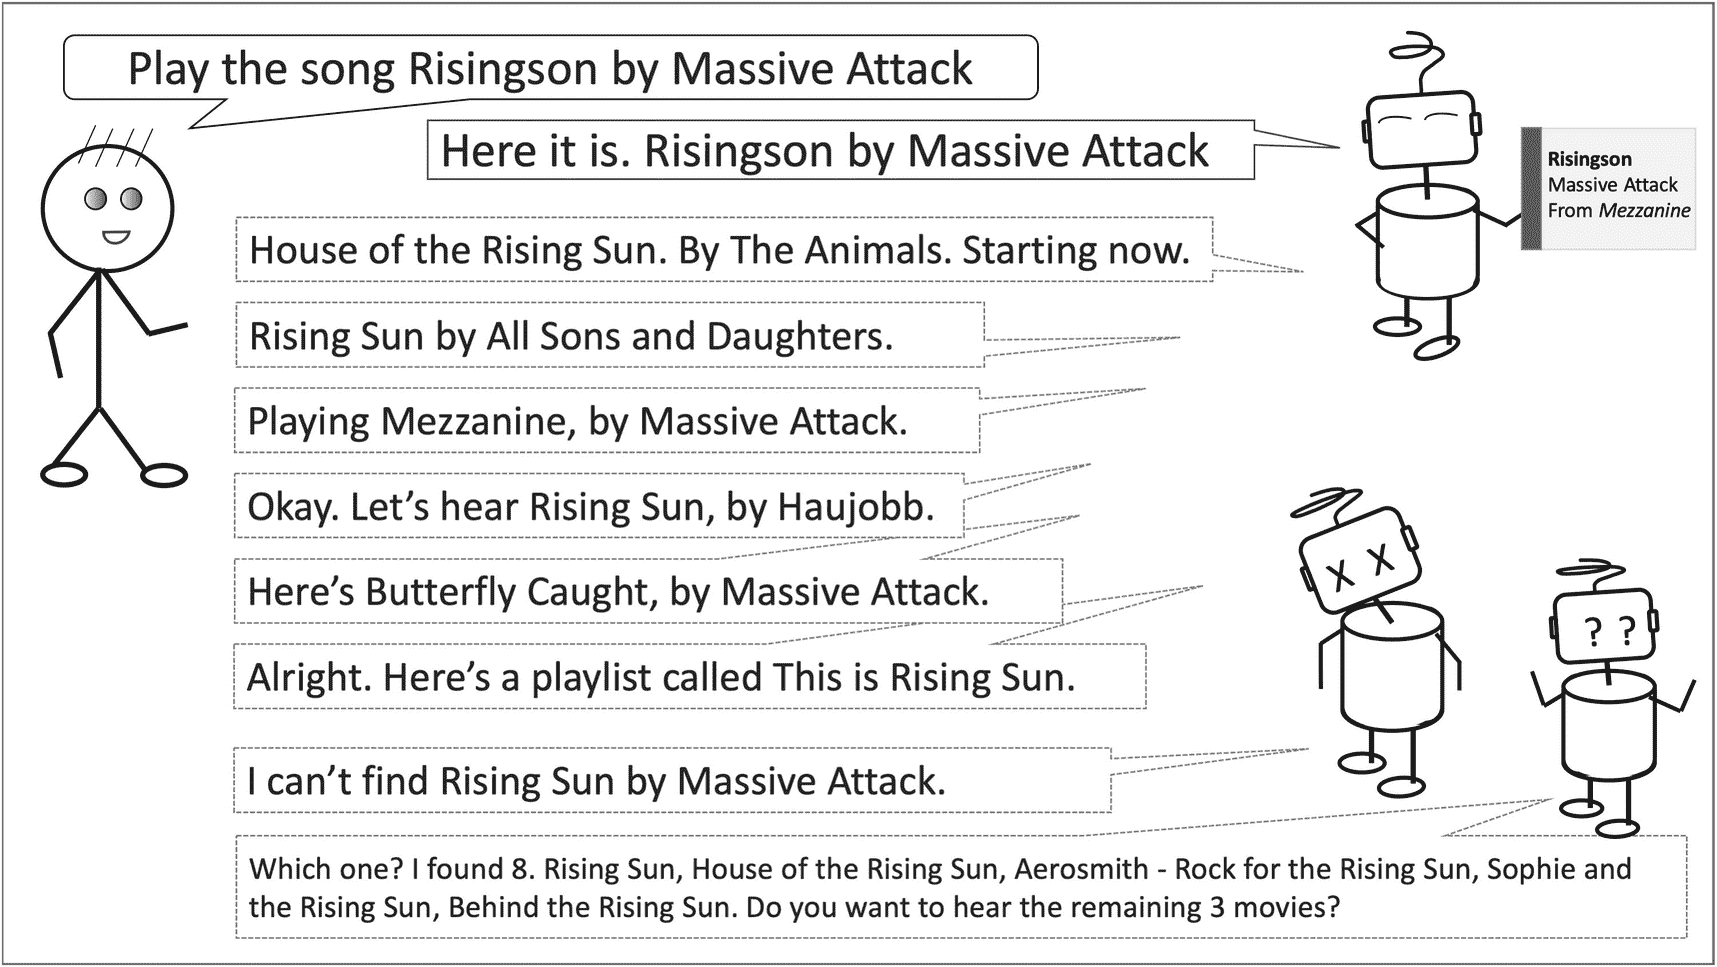 Play the song Risingson by Massive Attack
Here it is. Risingson by Massive Attack
Risingson
Massive Attack
From Mezzanine
House of the Rising Sun. By The Animals. Starting now.
Rising Sun by All Sons and Daughters.
Playing Mezzanine, by Massive Attack.
Okay. Let’s hear Rising Sun, by Haujobb.
Here’s Butterfly Caught, by Massive Attack.
Alright. Here’s a playlist called This is Rising Sun.
X X
? ?
I can’t find Rising Sun by Massive Attack.
Which one? I found 8. Rising Sun, House of the Rising Sun, Aerosmith - Rock for the Rising Sun, Sophie and
the Rising Sun, Behind the Rising Sun. Do you want to hear the remaining 3 movies?